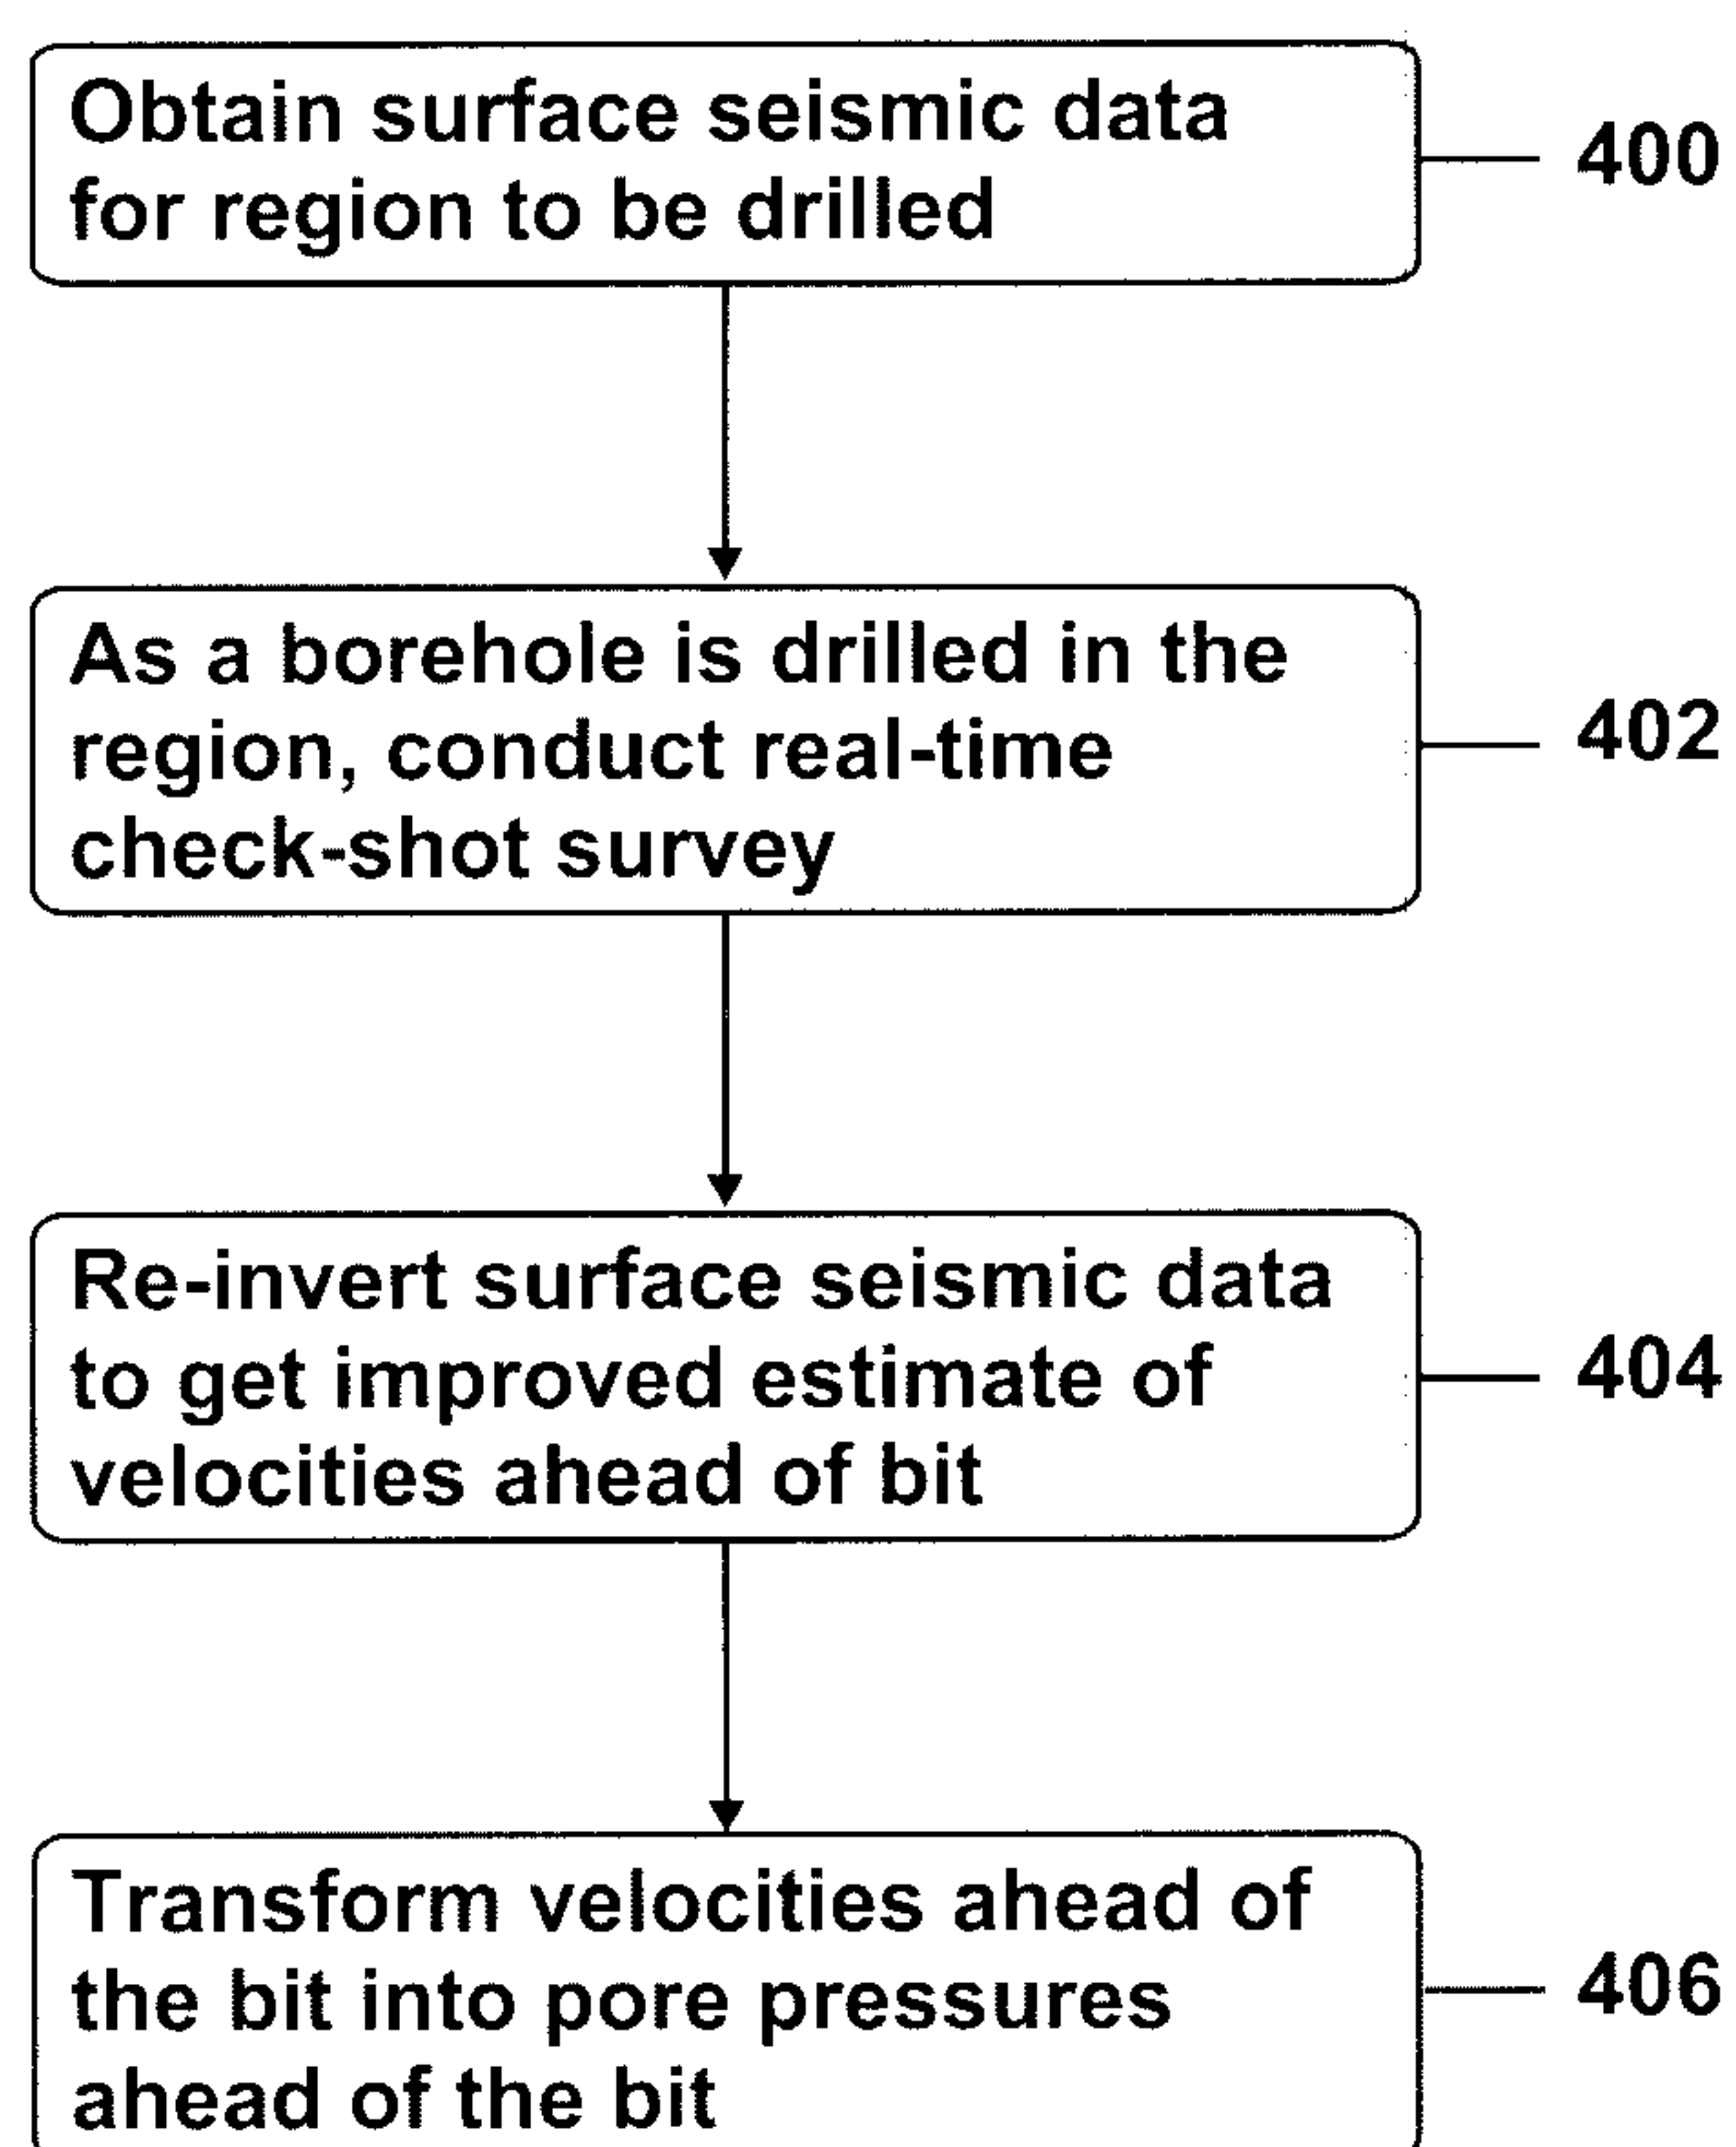 Obtain surface seismic data
for region to be drilled
400
As a borehole is drilled in the
region, conduct real-time
check-shot survey
402
Re-invert surface seismic data
to get improved estimate of
velocities ahead of bit
404
Transform velocities ahead of
the bit into pore pressures
ahead of the bit
406